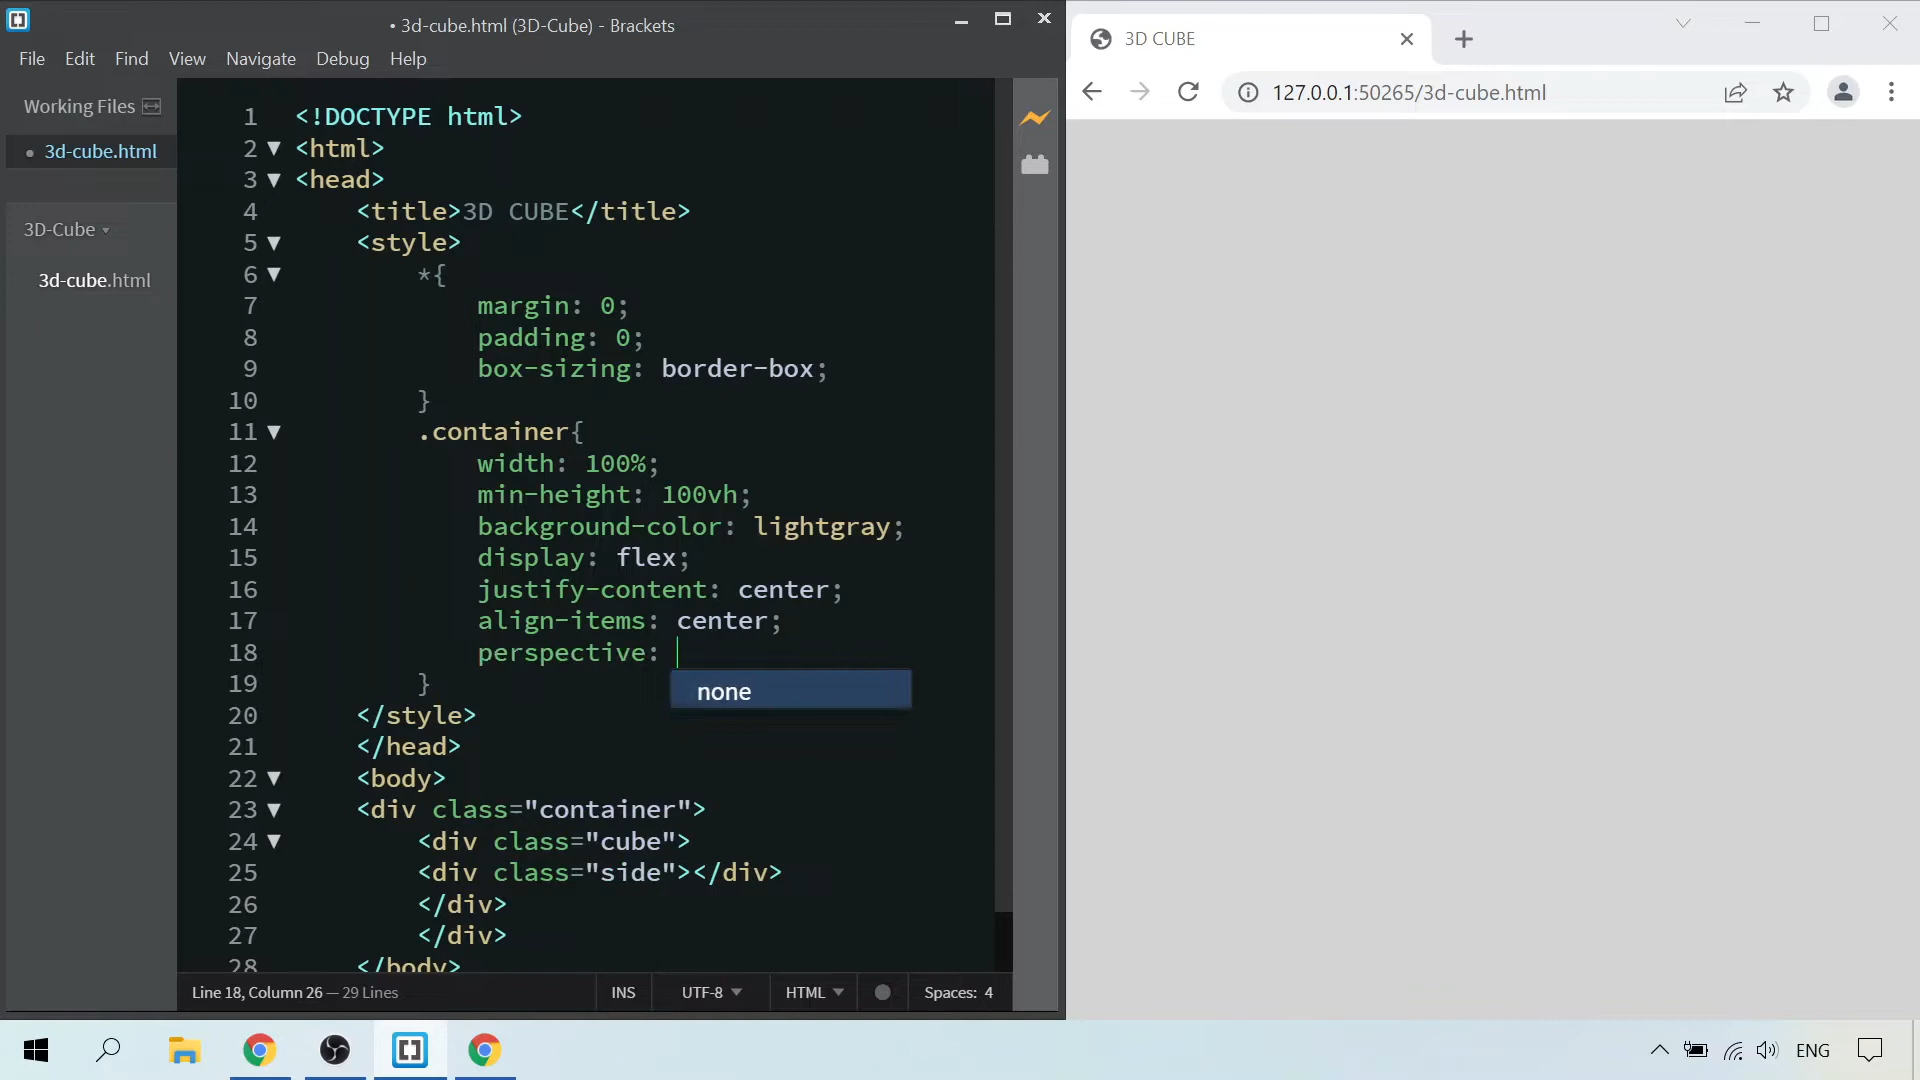 • 3d-cube.html (3D-Cube) - Brackets
File Edit Find View Navigate Debug Help
Working Files
• 3d-cube.html
3D-Cube
3d-cube.html
1 <!DOCTYPE html>
2 <html>
3 <head>
4 <title>3D CUBE</title>
5 <style>
6 *{
7 margin: 0;
8 padding: 0;
9 box-sizing: border-box;
10 }
11 .container{
12 width: 100%;
13 min-height: 100vh;
14 background-color: lightgray;
15 display: flex;
16 justify-content: center;
17 align-items: center;
18 perspective:
none
19 }
20 </style>
21 </head>
22 <body>
23 <div class="container">
24 <div class="cube">
25 <div class="side"></div>
26 </div>
27 </div>
28 </body>
Line 18, Column 26 — 29 Lines
INS UTF-8 HTML Spaces: 4
3D CUBE
127.0.0.1:50265/3d-cube.html
ENG